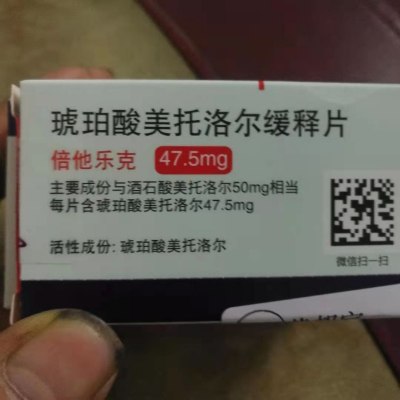 琥珀酸美托洛尔缓释片
倍他乐克 47.5mg
主要成份与酒石酸美托洛尔50mg相当
每片含琥珀酸美托洛尔47.5mg
活性成份: 琥珀酸美托洛尔
微信扫一扫